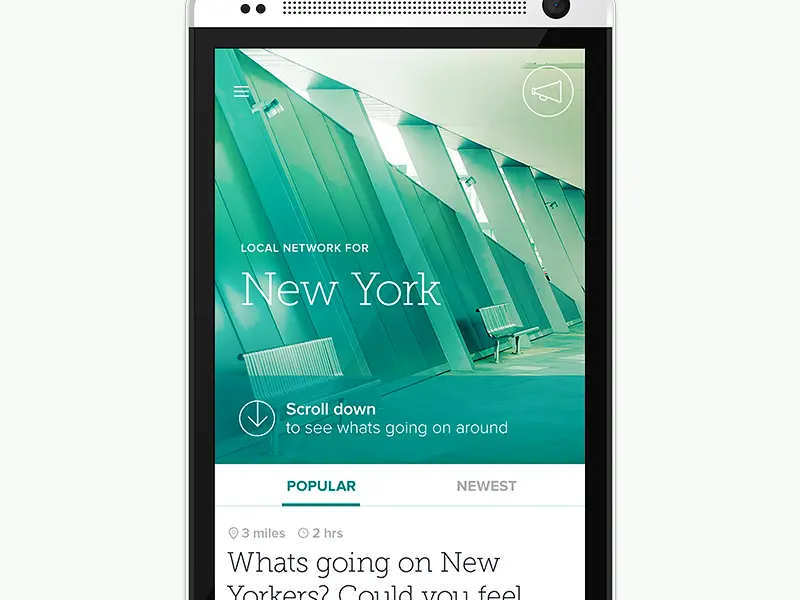 LOCAL NETWORK FOR
New York
Scroll down
to see whats going on around
POPULAR NEWEST
3 miles 2 hrs
Whats going on New
Yorkers? Could you feel